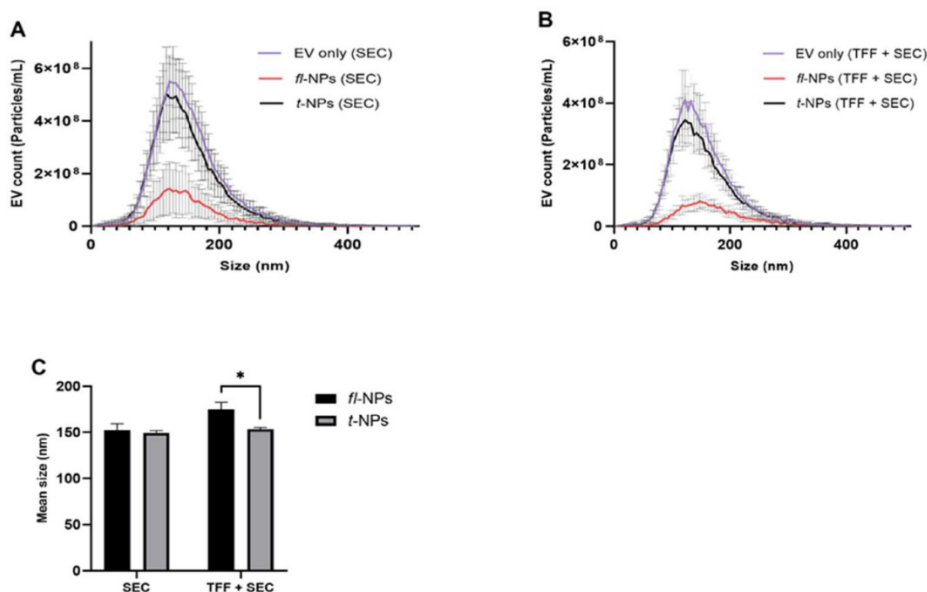 A
EV count (Particles/mL)
6×10⁸
4×10⁸
2×10⁸
0
0
200
400
Size (nm)
EV only (SEC)
fl-NPs (SEC)
t-NPs (SEC)
B
EV count (Particles/mL)
6×10⁸
4×10⁸
2×10⁸
0
0
200
400
Size (nm)
EV only (TFF + SEC)
fl-NPs (TFF + SEC)
t-NPs (TFF + SEC)
C
Mean size (nm)
200
150
100
50
0
*
SEC
TFF + SEC
fl-NPs
t-NPs